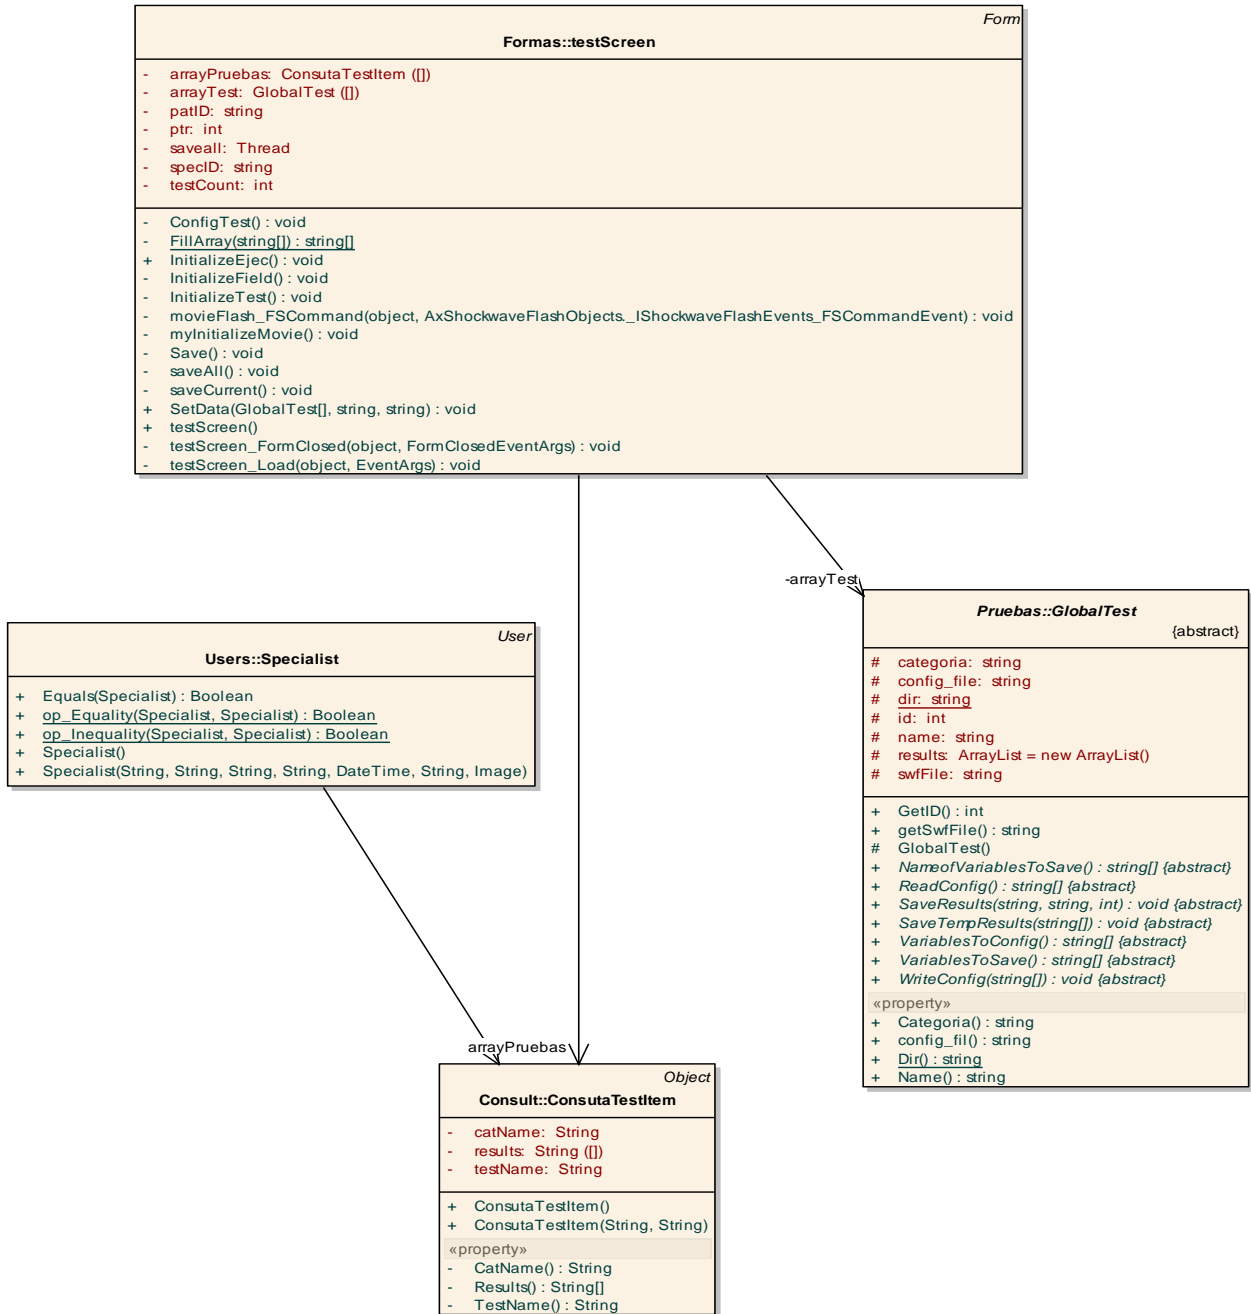 Form
Formas::testScreen
- arrayPruebas: ConsutaTestItem ([])
- arrayTest: GlobalTest ([])
- patID: string
- ptr: int
- saveall: Thread
- specID: string
- testCount: int
- ConfigTest() : void
- FillArray(string[]) : string[]
+ InitializeEjec() : void
- InitializeField() : void
- InitializeTest() : void
- movieFlash_FSCommand(object, AxShockwaveFlashObjects._IShockwaveFlashEvents_FSCommandEvent) : void
- myInitializeMovie() : void
- Save() : void
- saveAll() : void
- saveCurrent() : void
+ SetData(GlobalTest[], string, string) : void
+ testScreen()
- testScreen_FormClosed(object, FormClosedEventArgs) : void
- testScreen_Load(object, EventArgs) : void
-arrayTest
User
Users::Specialist
+ Equals(Specialist) : Boolean
+ op_Equality(Specialist, Specialist) : Boolean
+ op_Inequality(Specialist, Specialist) : Boolean
+ Specialist()
+ Specialist(String, String, String, String, DateTime, String, Image)
Pruebas::GlobalTest
{abstract}
# categoria: string
# config_file: string
# dir: string
# id: int
# name: string
# results: ArrayList = new ArrayList()
# swfFile: string
+ GetID() : int
+ getSwfFile() : string
# GlobalTest()
+ NameofVariablesToSave() : string[] {abstract}
+ ReadConfig() : string[] {abstract}
+ SaveResults(string, string, int) : void {abstract}
+ SaveTempResults(string[]) : void {abstract}
+ VariablesToConfig() : string[] {abstract}
+ VariablesToSave() : string[] {abstract}
+ WriteConfig(string[]) : void {abstract}
«property»
+ Categoria() : string
+ config_fil() : string
+ Dir() : string
+ Name() : string
arrayPruebas
Object
Consult::ConsutaTestItem
- catName: String
- results: String ([])
- testName: String
+ ConsutaTestItem()
+ ConsutaTestItem(String, String)
«property»
- CatName() : String
- Results() : String[]
- TestName() : String